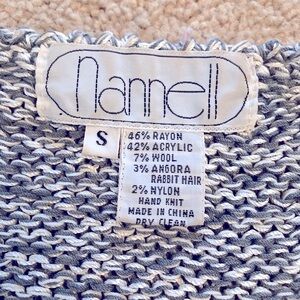 nannell
S
46% RAYON
42% ACRYLIC
7% WOOL
3% ANGORA
RABBIT HAIR
2% NYLON
HAND KNIT
MADE IN CHINA
DRY CLEAN